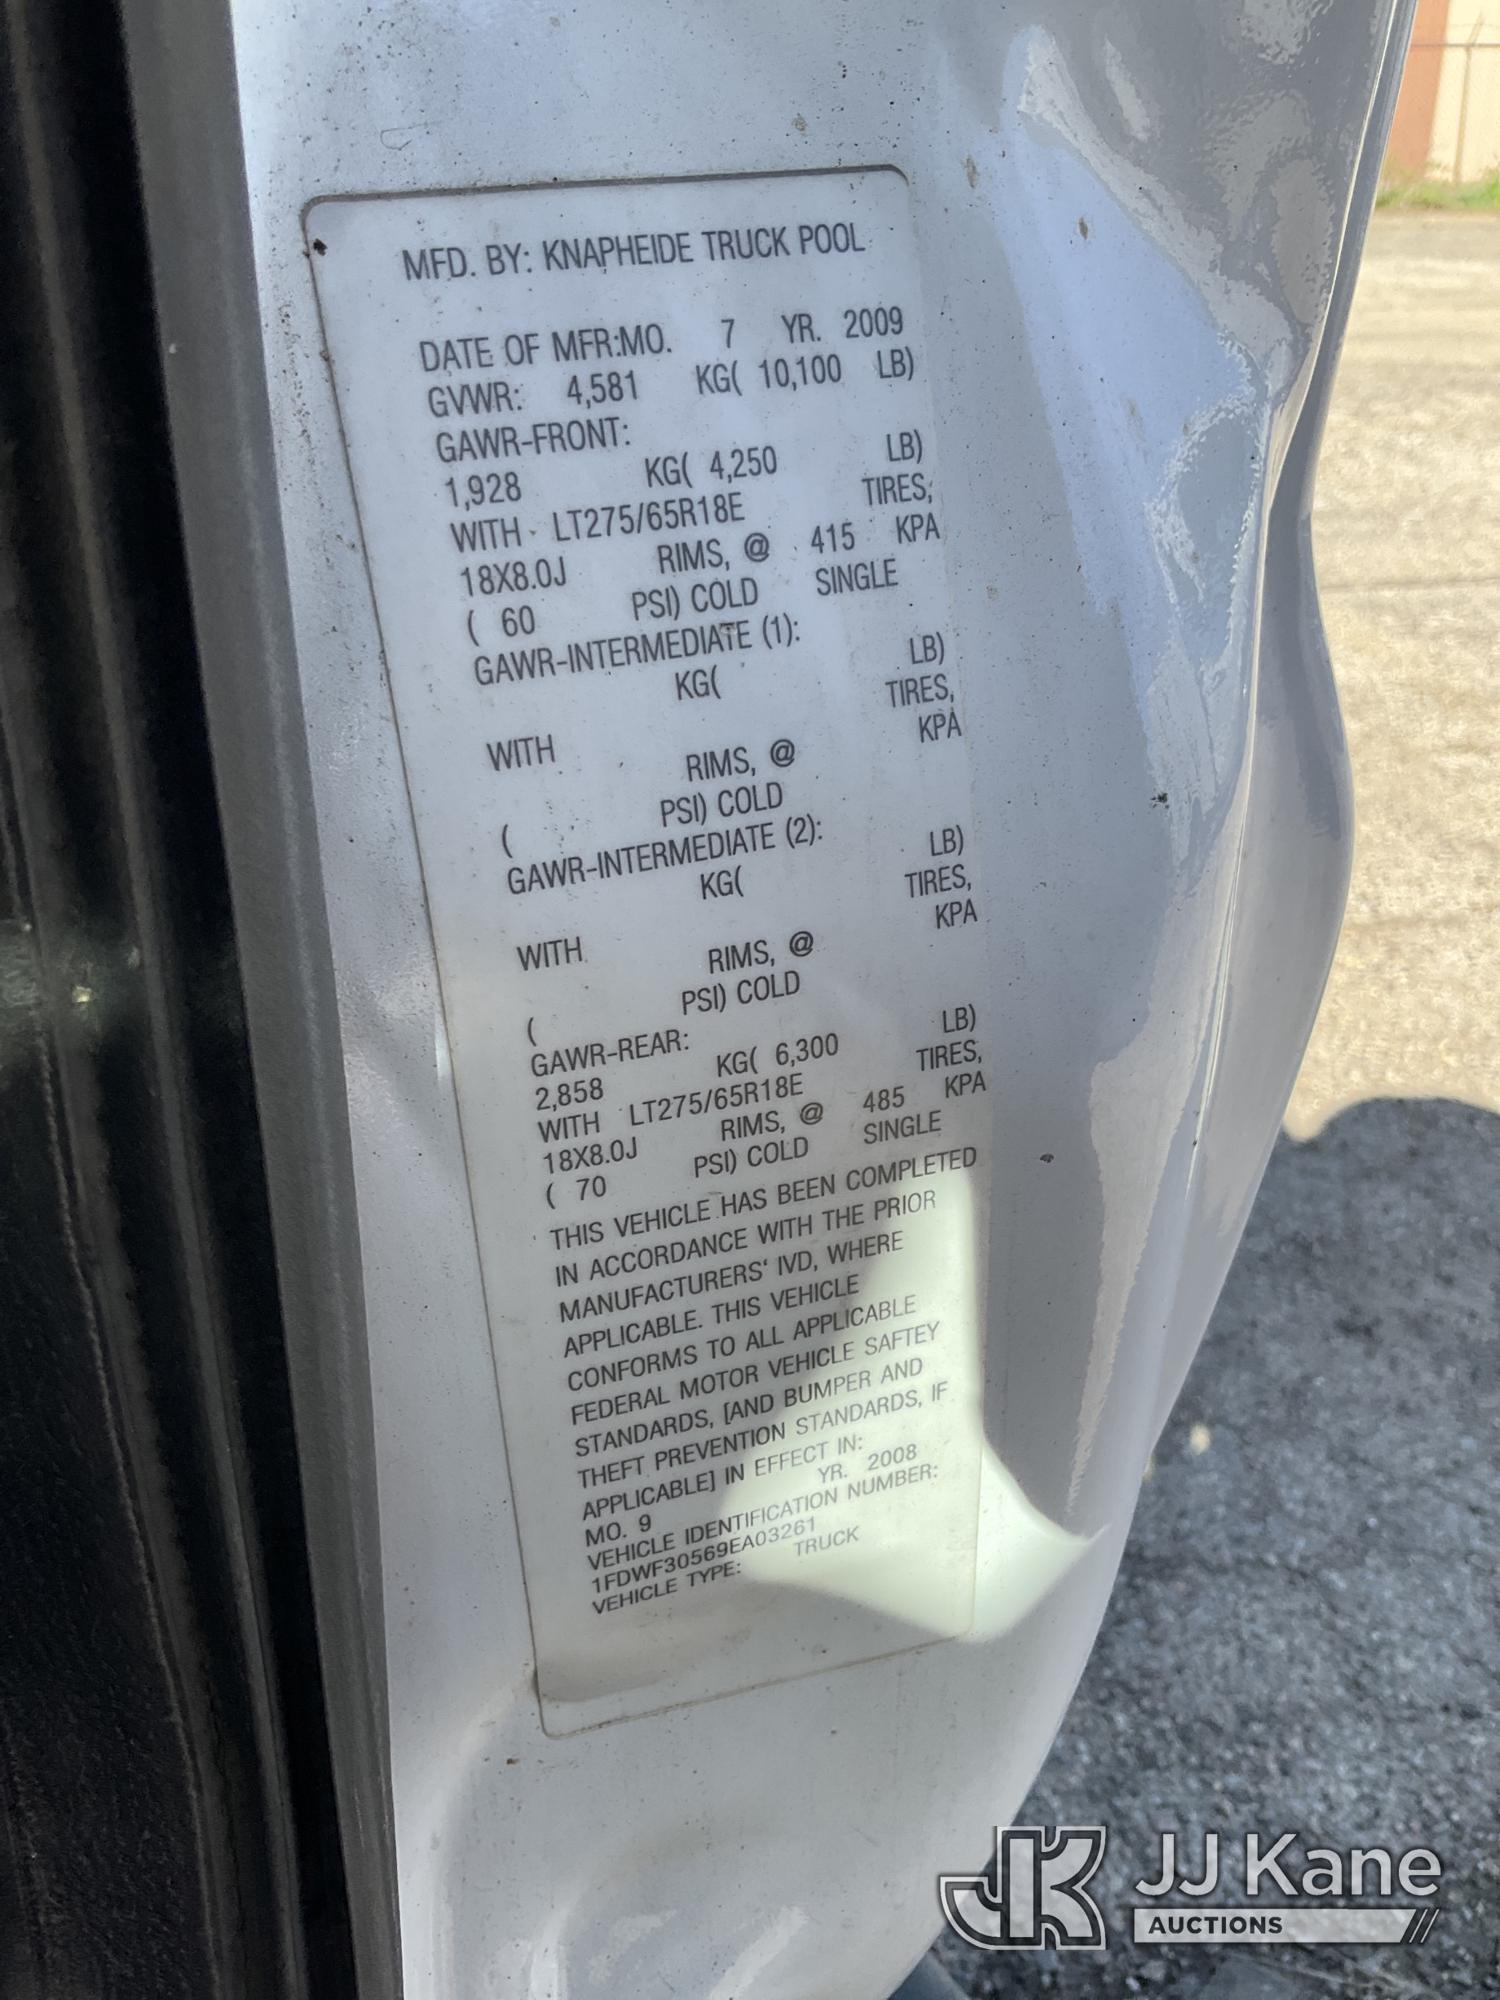 MFD. BY: KNAPHEIDE TRUCK POOL
DATE OF MFR:MO. 7 YR. 2009
GVWR: 4,581 KG( 10,100 LB)
GAWR-FRONT:
1,928 KG( 4,250 LB)
WITH LT275/65R18E TIRES;
18X8.0J RIMS, @ 415 KPA
( 60 PSI) COLD SINGLE
GAWR-INTERMEDIATE (1):
KG( LB)
WITH TIRES,
RIMS, @ KPA
( PSI) COLD
GAWR-INTERMEDIATE (2):
KG( LB)
WITH TIRES,
RIMS, @ KPA
( PSI) COLD
GAWR-REAR:
2,858 KG( 6,300 LB)
WITH LT275/65R18E TIRES,
18X8.0J RIMS, @ 485 KPA
( 70 PSI) COLD SINGLE
THIS VEHICLE HAS BEEN COMPLETED
IN ACCORDANCE WITH THE PRIOR
MANUFACTURERS' IVD, WHERE
APPLICABLE. THIS VEHICLE
CONFORMS TO ALL APPLICABLE
FEDERAL MOTOR VEHICLE SAFTEY
STANDARDS, [AND BUMPER AND
THEFT PREVENTION STANDARDS, IF
APPLICABLE] IN EFFECT IN:
MO. 9 YR. 2008
VEHICLE IDENTIFICATION NUMBER:
1FDWF30569EA03261
VEHICLE TYPE: TRUCK
JK JJ Kane
AUCTIONS